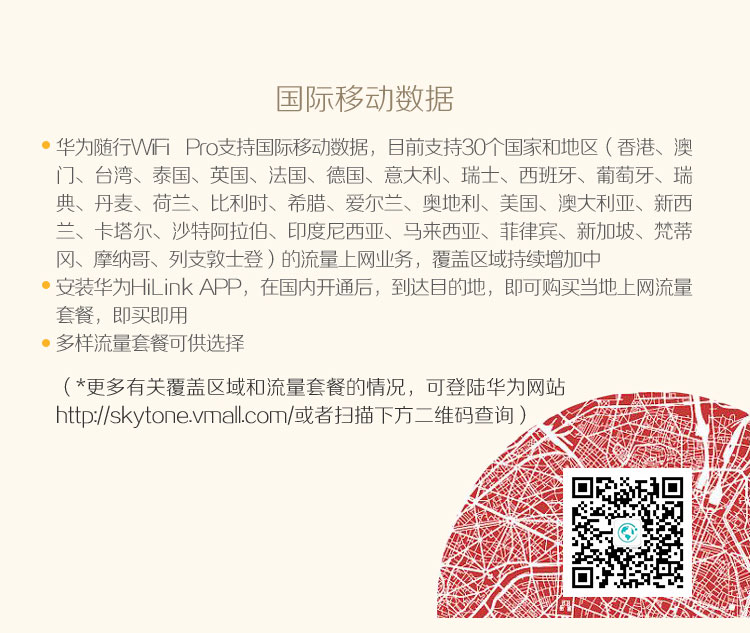 国际移动数据
华为随行WiFi Pro支持国际移动数据，目前支持30个国家和地区（香港、澳
门、台湾、泰国、英国、法国、德国、意大利、瑞士、西班牙、葡萄牙、瑞
典、丹麦、荷兰、比利时、希腊、爱尔兰、奥地利、美国、澳大利亚、新西
兰、卡塔尔、沙特阿拉伯、印度尼西亚、马来西亚、菲律宾、新加坡、梵蒂
冈、摩纳哥、列支敦士登）的流量上网业务，覆盖区域持续增加中
安装华为HiLink APP，在国内开通后，到达目的地，即可购买当地上网流量
套餐，即买即用
多样流量套餐可供选择
（*更多有关覆盖区域和流量套餐的情况，可登陆华为网站
http://skytone.vmall.com/或者扫描下方二维码查询）